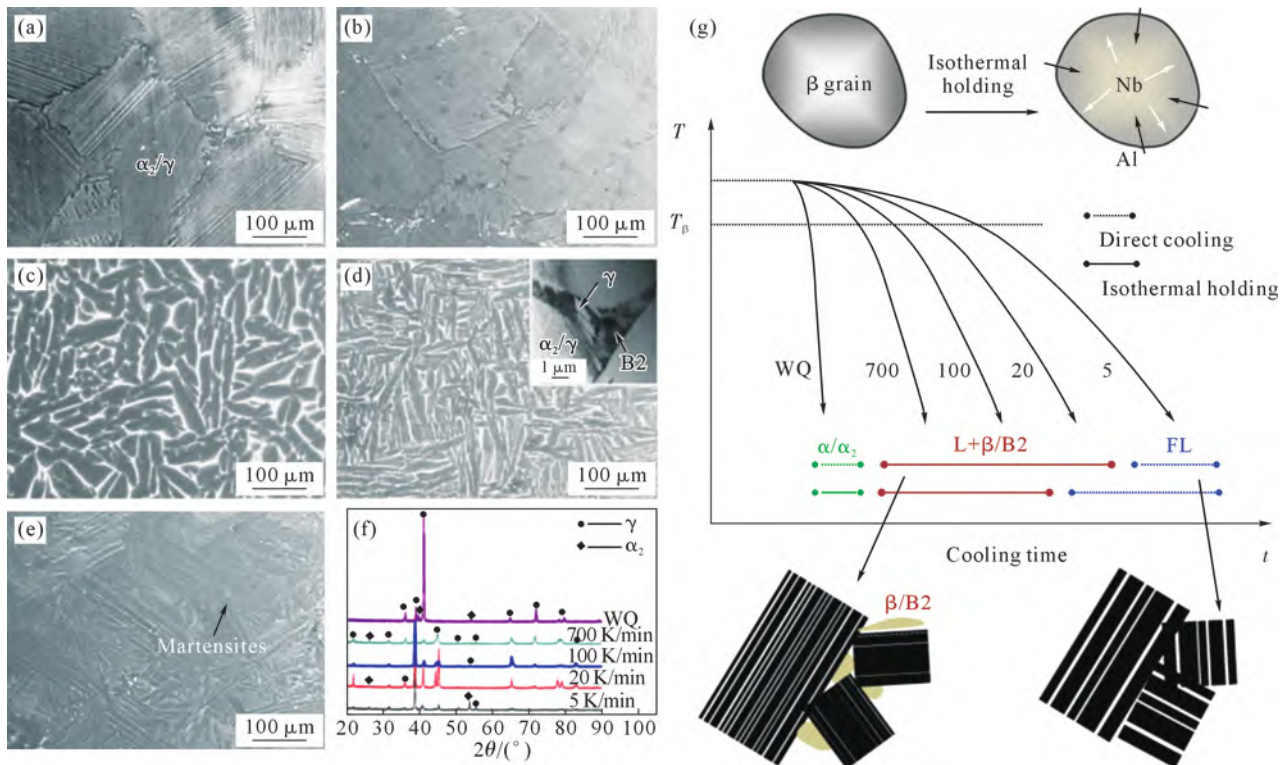 (a)
α₂/γ
100 μm
(b)
100 μm
(c)
100 μm
(d)
γ
α₂/γ
B2
1 μm
100 μm
(e)
Martensites
100 μm
(f)
γ
α₂
WQ
700 K/min
100 K/min
20 K/min
5 K/min
20 30 40 50 60 70 80 90 100
2θ/(°)
(g)
β grain
Isothermal
holding
Nb
Al
T
Tβ
Direct cooling
Isothermal holding
WQ 700 100 20 5
α/α₂ L+β/B2 FL
Cooling time t
β/B2